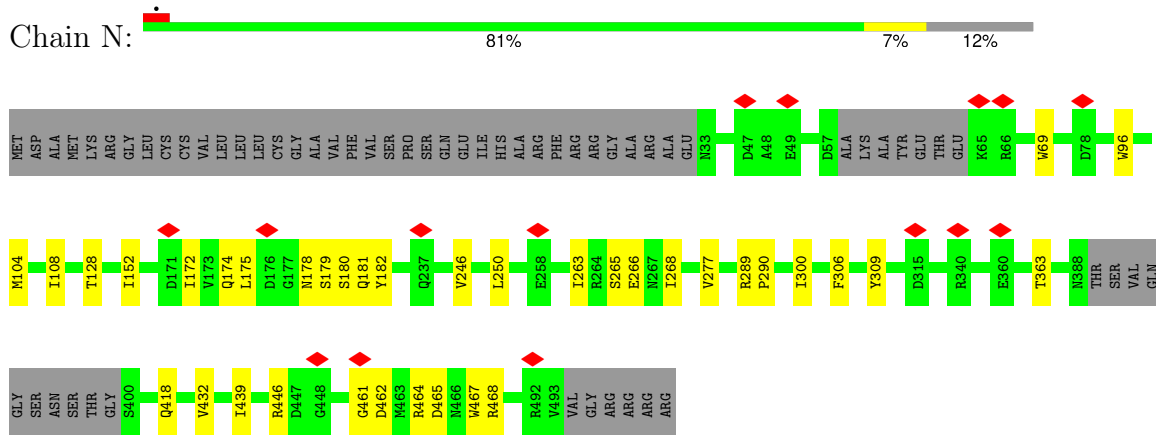 Chain N:
81% 7% 12%
MET ASP ALA MET LYS ARG GLY LEU CYS CYS VAL LEU LEU LEU CYS GLY ALA VAL PHE VAL SER PRO SER GLN GLU ILE HIS ALA ARG PHE ARG ARG GLY ALA ARG ALA GLU N33 D47 A48 E49 D57 ALA LYS ALA TYR GLU THR GLU K65 R66 W69 D78 W96
M104 I108 T128 I152 D171 I172 V173 Q174 L175 D176 G177 N178 S179 S180 Q181 Y182 Q237 V246 L250 E258 I263 R264 S265 E266 N267 I268 V277 R289 P290 I300 F306 Y309 D315 R340 E360 T363 N388 THR SER VAL GLN
GLY SER ASN SER THR GLY S400 Q418 V432 I439 R446 D447 G448 G461 D462 M463 R464 D465 N466 W467 R468 R492 V493 VAL GLY ARG ARG ARG ARG